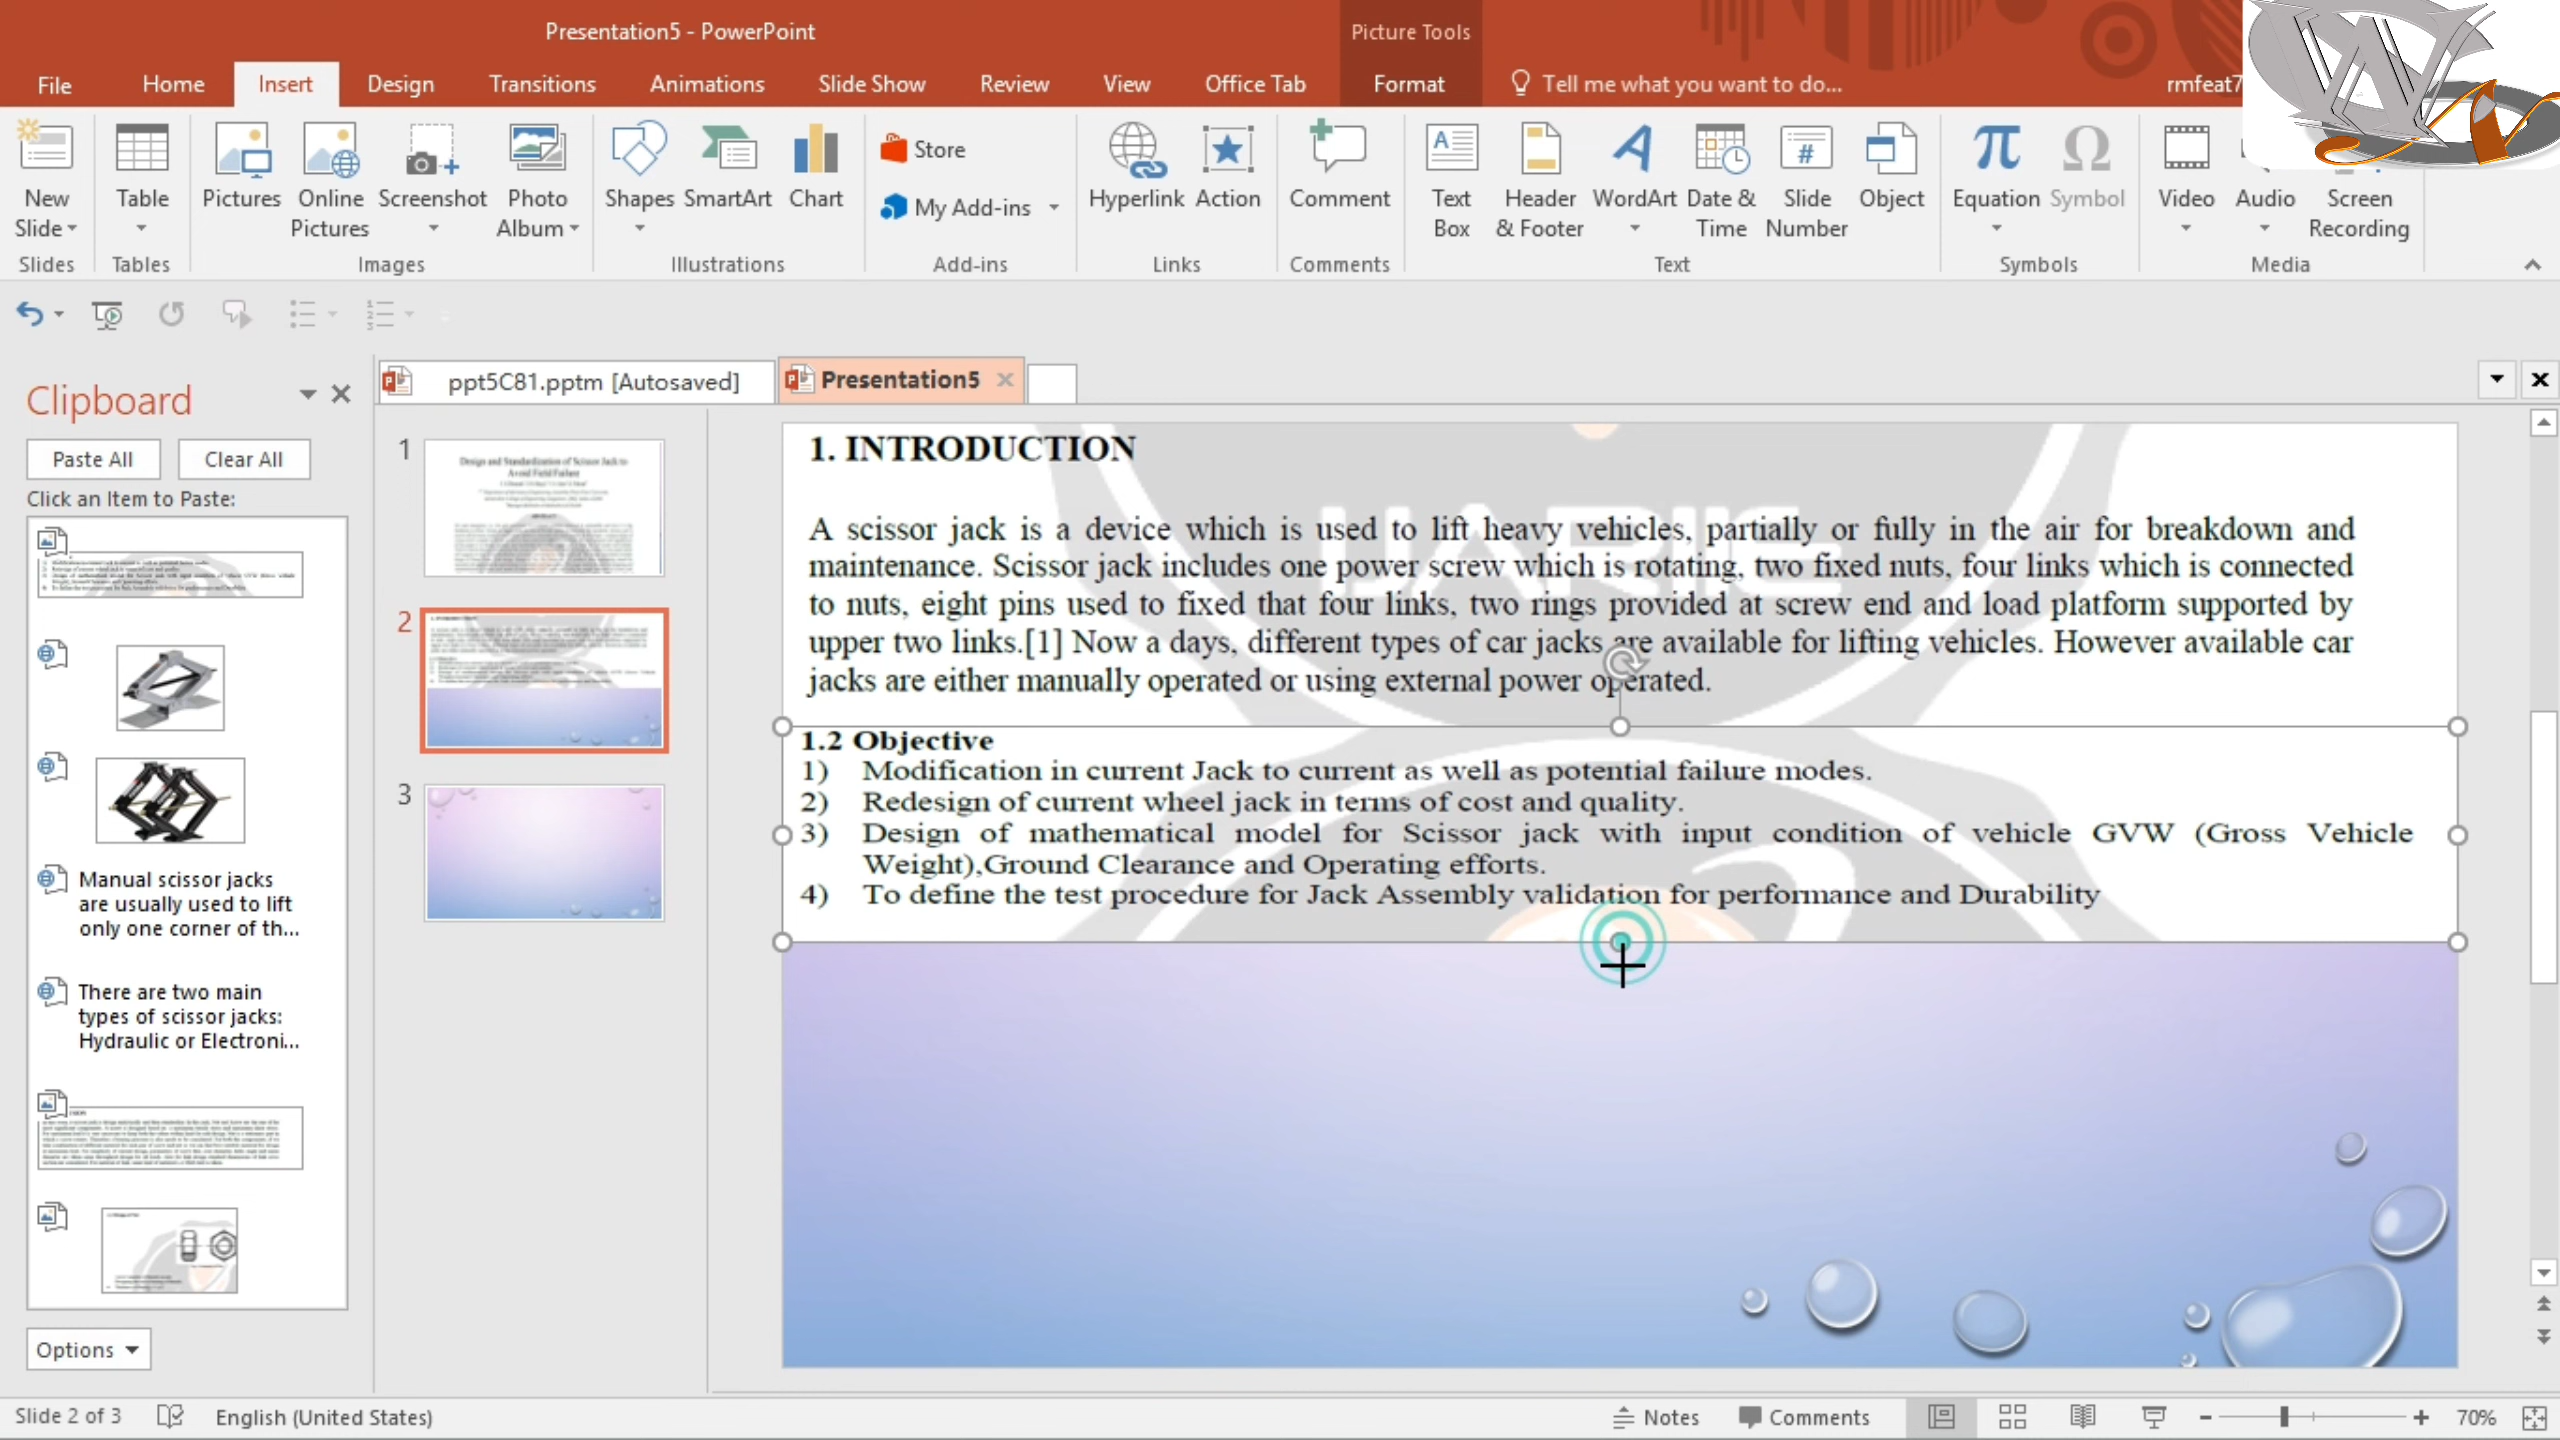 Presentation5 - PowerPoint
Picture Tools
File
Home
Insert
Design
Transitions
Animations
Slide Show
Review
View
Office Tab
Format
Tell me what you want to do...
rmfeat7
New Slide
Table
Pictures
Online Pictures
Screenshot
Photo Album
Shapes
SmartArt
Chart
Store
My Add-ins
Hyperlink
Action
Comment
Text Box
Header & Footer
WordArt
Date & Time
Slide Number
Object
Equation
Symbol
Video
Audio
Screen Recording
Slides
Tables
Images
Illustrations
Add-ins
Links
Comments
Text
Symbols
Media
Clipboard
Paste All
Clear All
Click an Item to Paste:
Manual scissor jacks
are usually used to lift
only one corner of th...
There are two main
types of scissor jacks:
Hydraulic or Electroni...
Options
ppt5C81.pptm [Autosaved]
Presentation5
1
Design and Standardization of Scissor Jack to
Avoid Field Failure
2
3
1. INTRODUCTION
A scissor jack is a device which is used to lift heavy vehicles, partially or fully in the air for breakdown and
maintenance. Scissor jack includes one power screw which is rotating, two fixed nuts, four links which is connected
to nuts, eight pins used to fixed that four links, two rings provided at screw end and load platform supported by
upper two links.[1] Now a days, different types of car jacks are available for lifting vehicles. However available car
jacks are either manually operated or using external power operated.
1.2 Objective
1) Modification in current Jack to current as well as potential failure modes.
2) Redesign of current wheel jack in terms of cost and quality.
3) Design of mathematical model for Scissor jack with input condition of vehicle GVW (Gross Vehicle
Weight),Ground Clearance and Operating efforts.
4) To define the test procedure for Jack Assembly validation for performance and Durability
Slide 2 of 3
English (United States)
Notes
Comments
70%